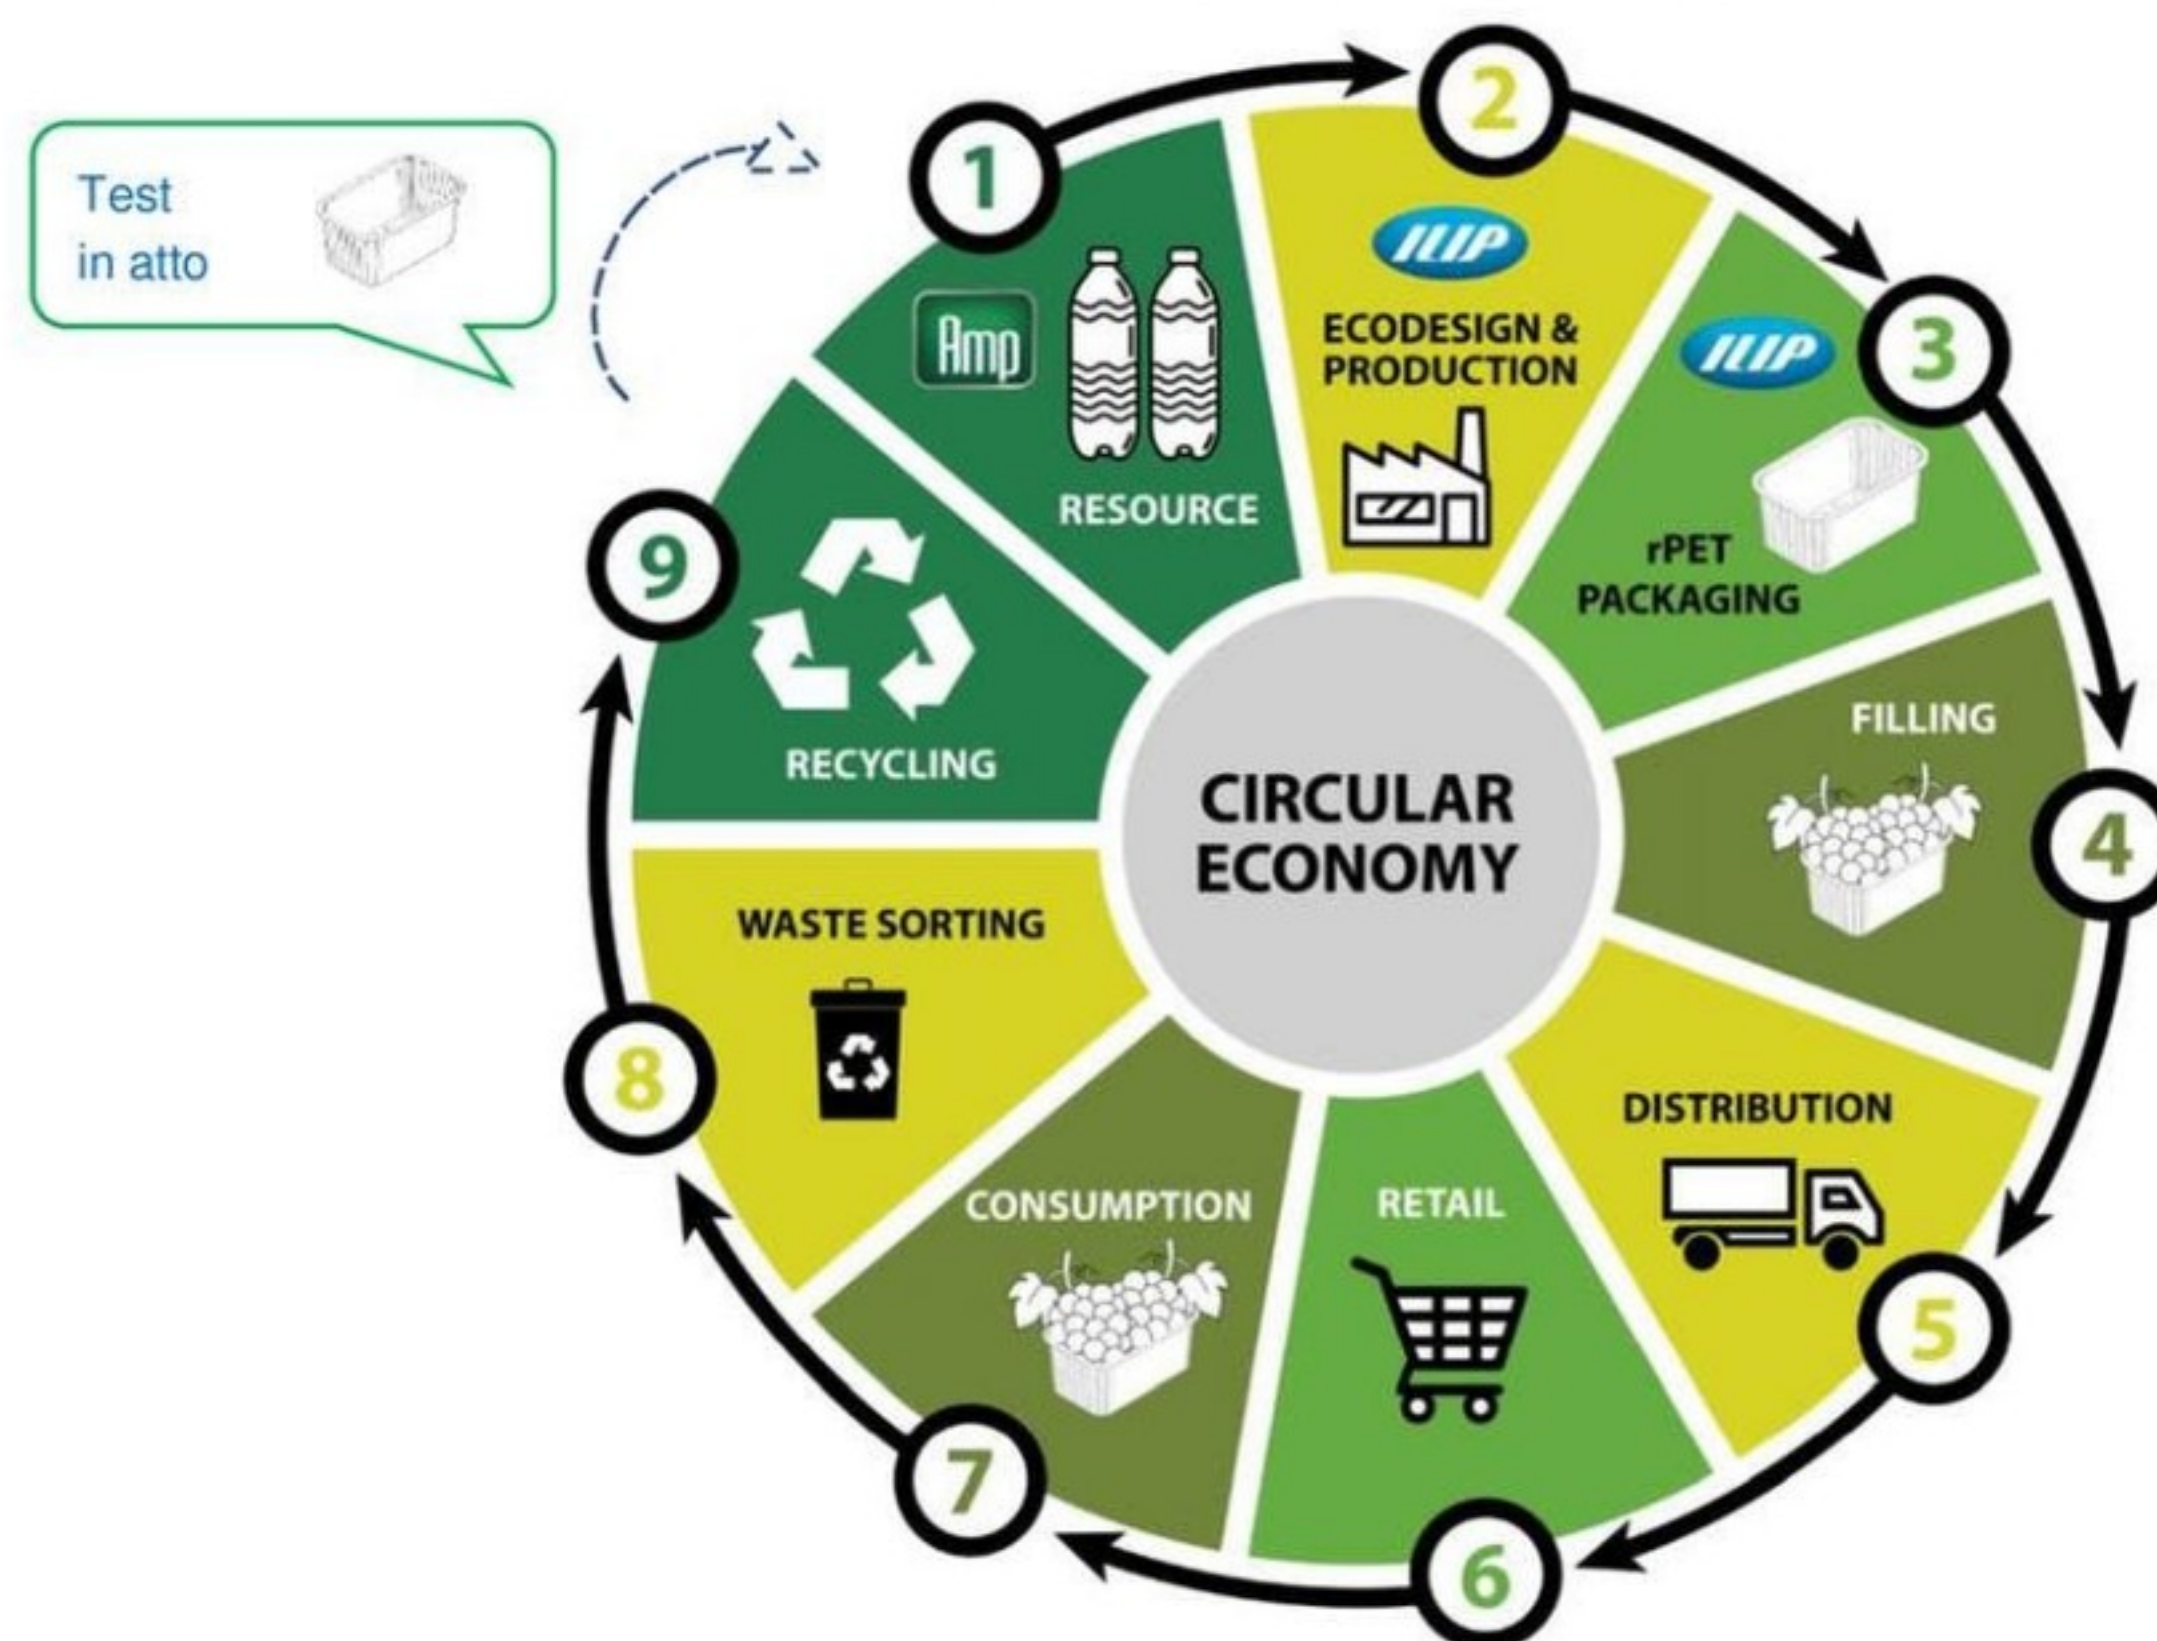 Test
in atto
1
Amp
RESOURCE
2
ILIP
ECODESIGN &
PRODUCTION
3
ILIP
rPET
PACKAGING
4
FILLING
5
DISTRIBUTION
6
RETAIL
7
CONSUMPTION
8
WASTE SORTING
9
RECYCLING
CIRCULAR
ECONOMY